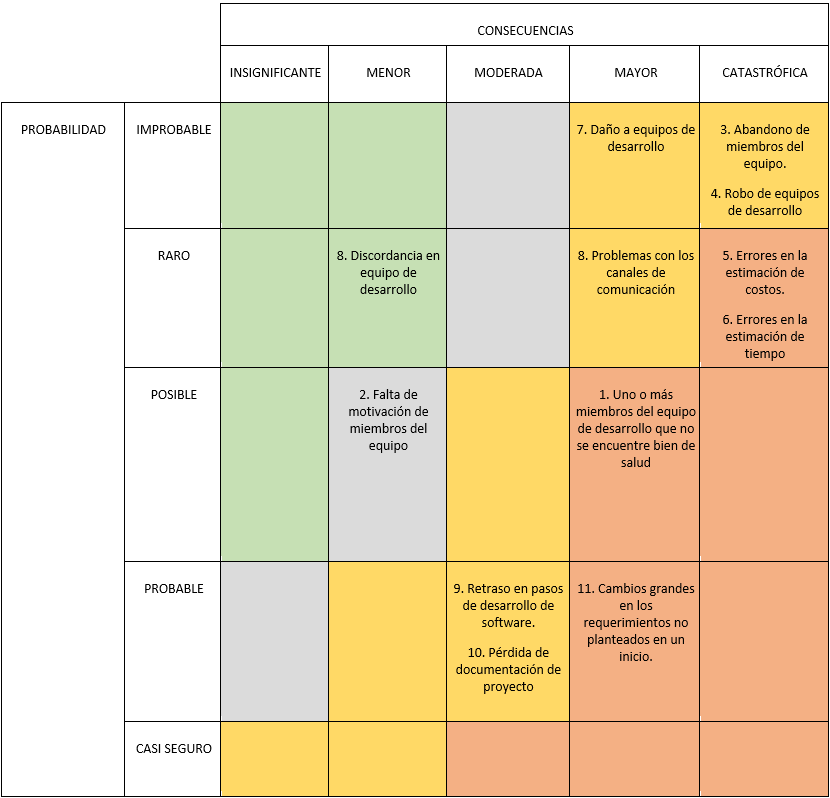 CONSECUENCIAS
INSIGNIFICANTE
MENOR
MODERADA
MAYOR
CATASTRÓFICA
PROBABILIDAD
IMPROBABLE
7. Daño a equipos de
desarrollo
3. Abandono de
miembros del
equipo.
4. Robo de equipos
de desarrollo
RARO
8. Discordancia en
equipo de
desarrollo
8. Problemas con los
canales de
comunicación
5. Errores en la
estimación de
costos.
6. Errores en la
estimación de
tiempo
POSIBLE
2. Falta de
motivación de
miembros del
equipo
1. Uno o más
miembros del equipo
de desarrollo que no
se encuentre bien de
salud
PROBABLE
9. Retraso en pasos
de desarrollo de
software.
10. Pérdida de
documentación de
proyecto
11. Cambios grandes
en los
requerimientos no
planteados en un
inicio.
CASI SEGURO